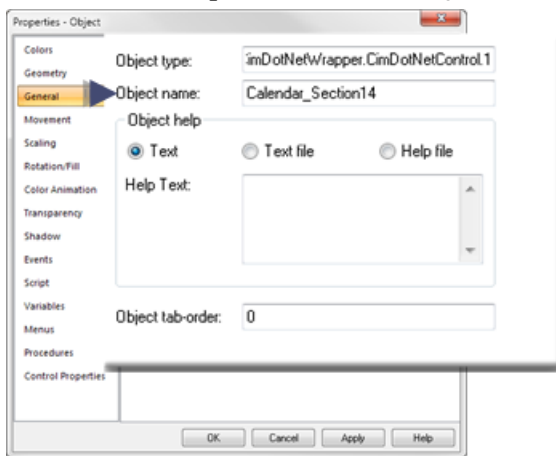 Properties - Object
Colors
Geometry
General
Movement
Scaling
Rotation/Fill
Color Animation
Transparency
Shadow
Events
Script
Variables
Menus
Procedures
Control Properties
Object type: imDotNetWrapper.CimDotNetControl.1
Object name: Calendar_Section14
Object help
Text Text file Help file
Help Text:
Object tab-order: 0
OK Cancel Apply Help